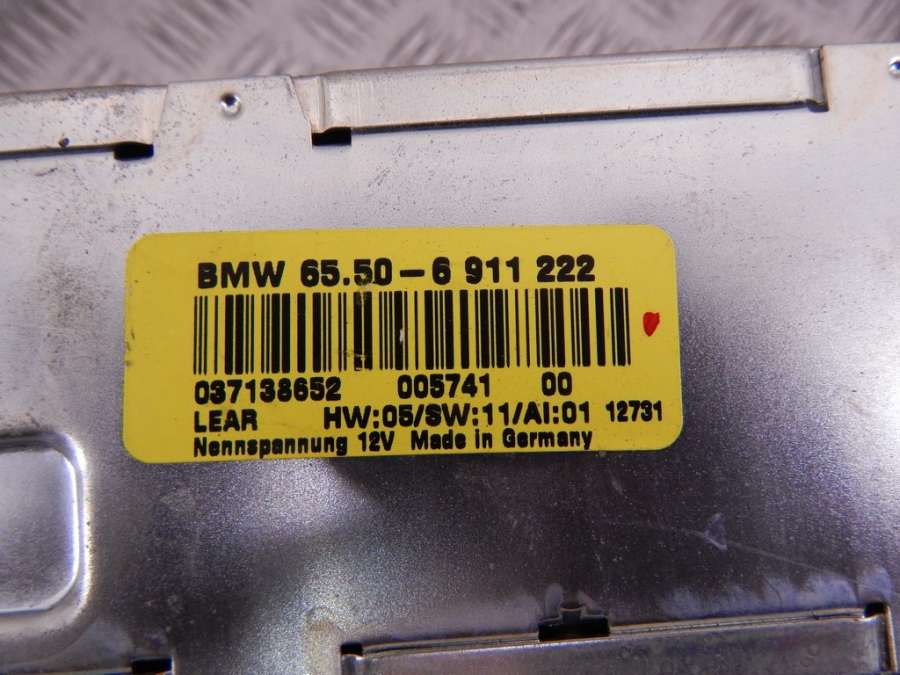 BMW 65.50-6 911 222
037138652 005741 00
LEAR HW:05/SW:11/AI:01 12731
Nennspannung 12V Made in Germany